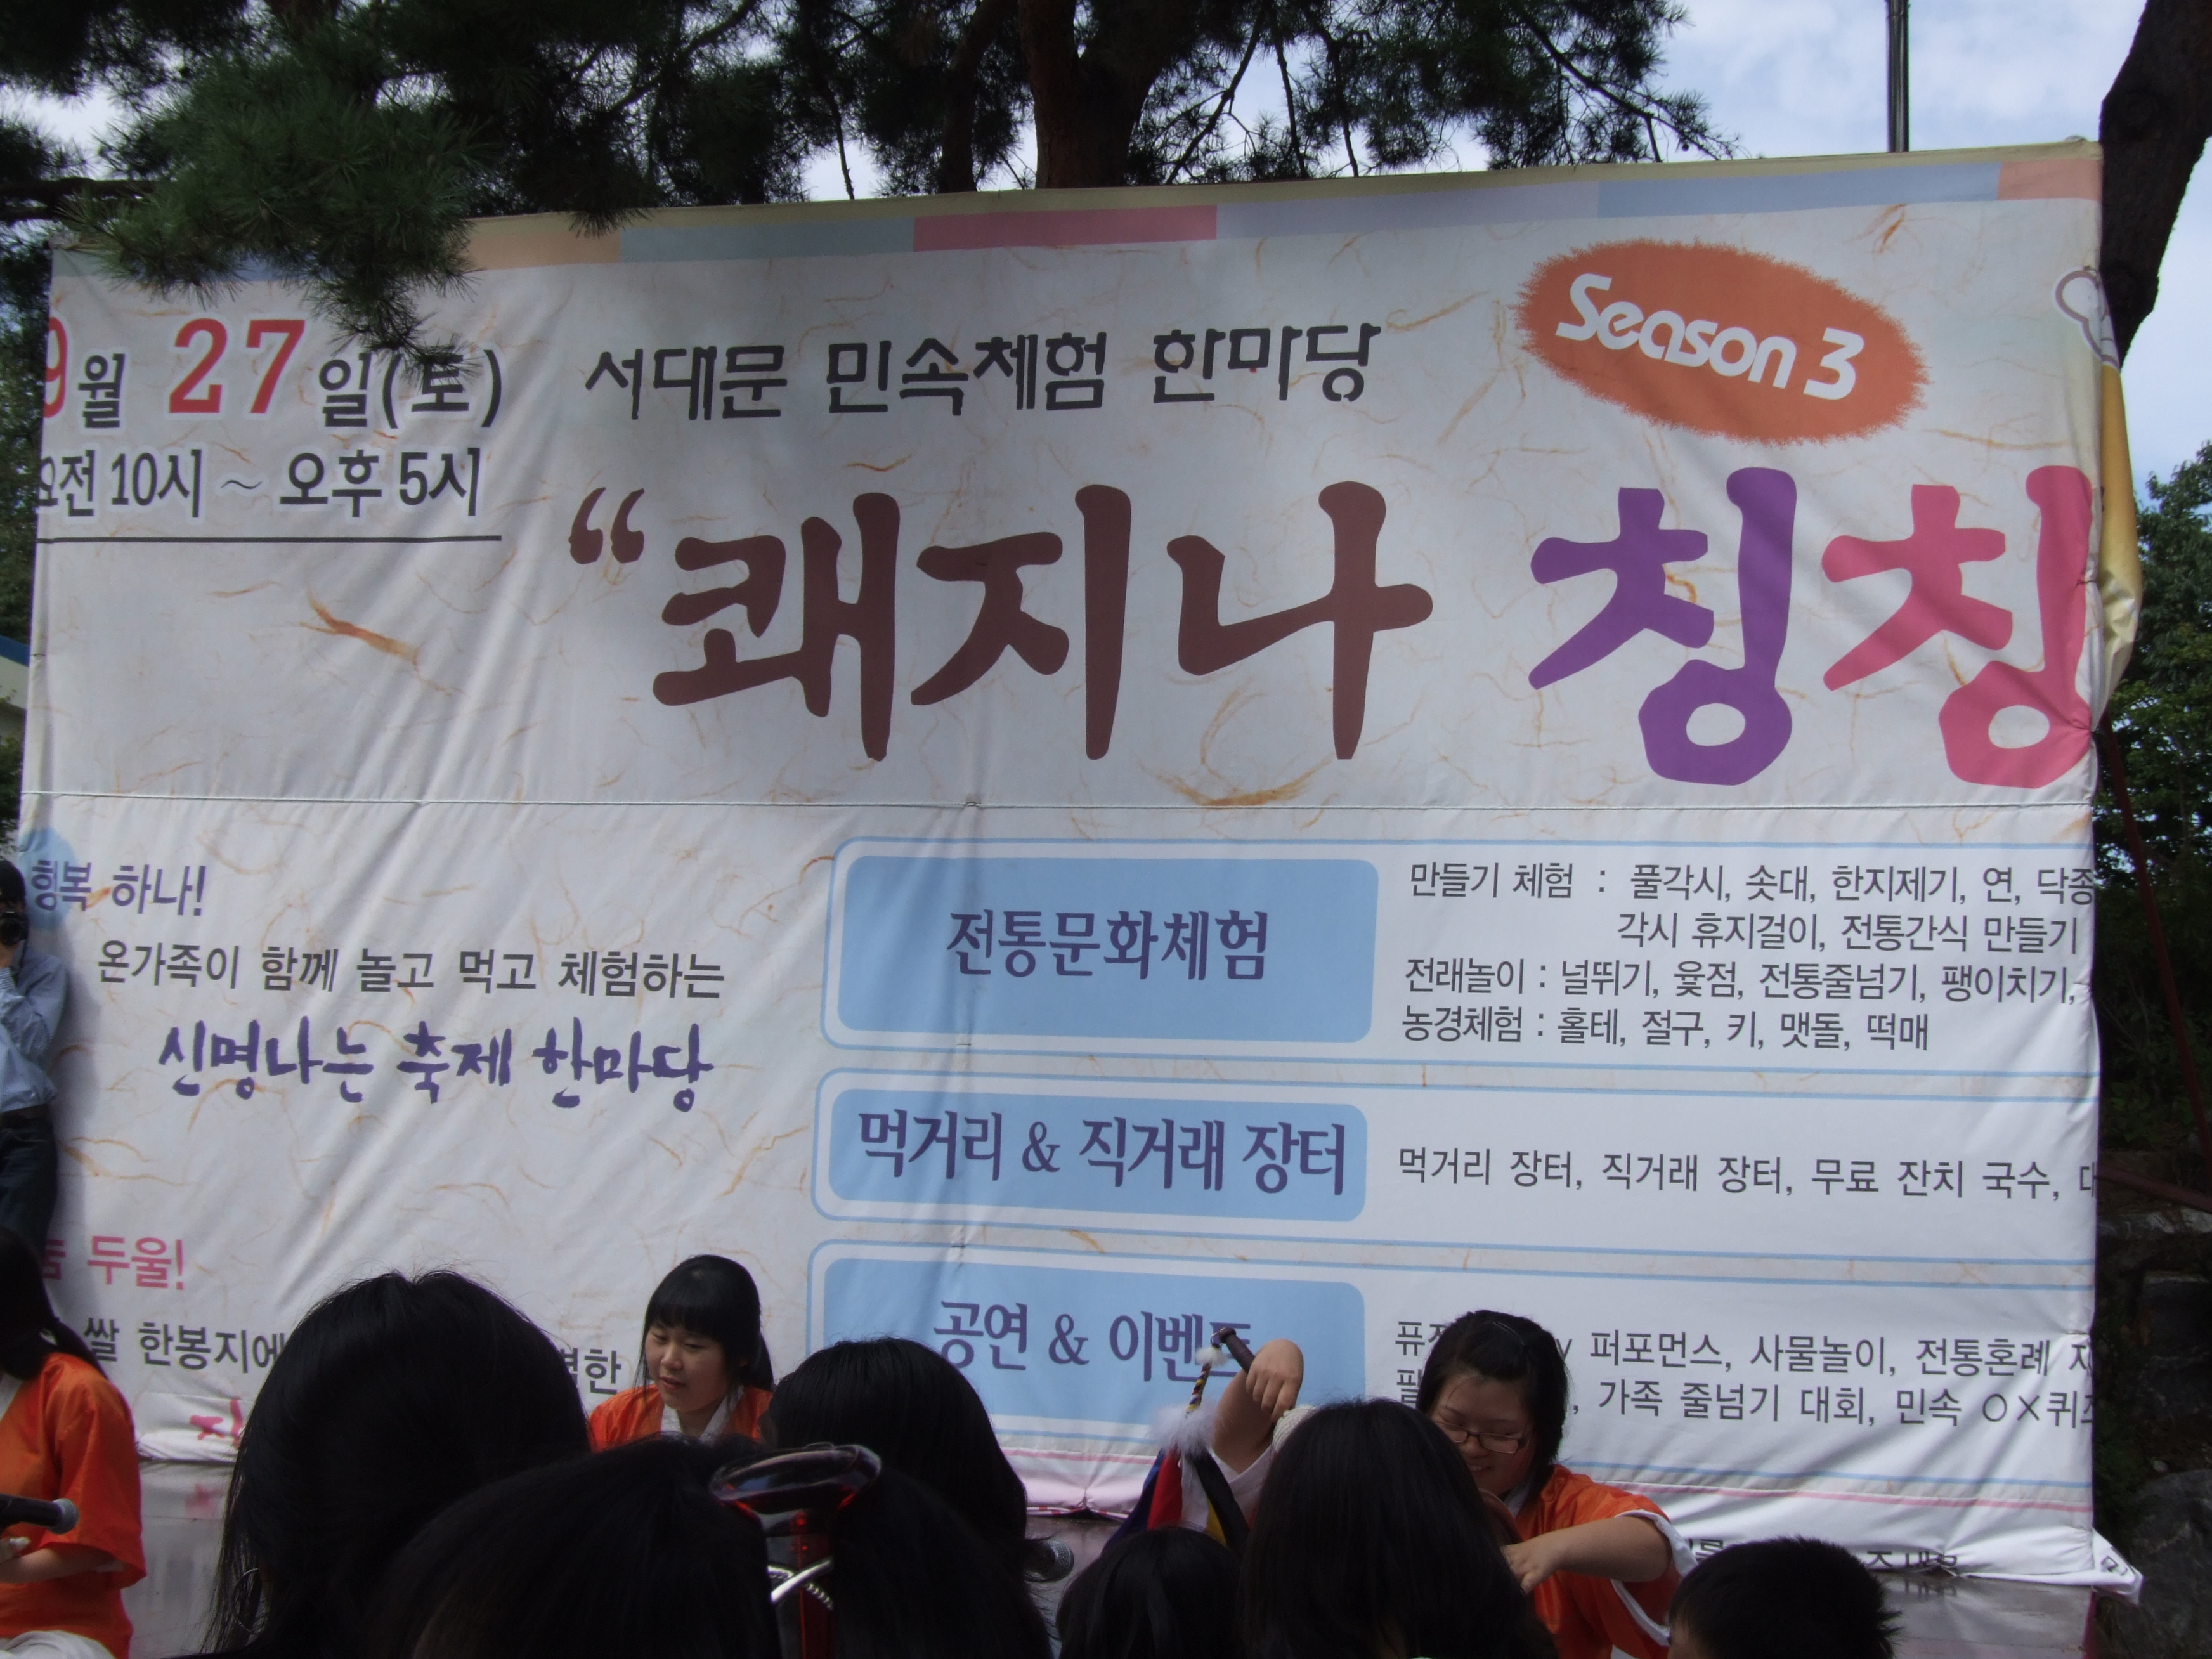 9월 27일(토)
오전 10시 ~ 오후 5시
서대문 민속체험 한마당
Season 3
“쾌지나 칭칭
행복 하나!
온가족이 함께 놀고 먹고 체험하는
신명나는 축제 한마당
두울!
쌀 한봉지에
전통문화체험
만들기 체험 : 풀각시, 솟대, 한지제기, 연, 닥종
각시 휴지걸이, 전통간식 만들기
전래놀이 : 널뛰기, 윷점, 전통줄넘기, 팽이치기,
농경체험 : 홀테, 절구, 키, 맷돌, 떡매
먹거리 & 직거래 장터
먹거리 장터, 직거래 장터, 무료 잔치 국수,
공연 & 이벤트
퍼포먼스, 사물놀이, 전통혼례
가족 줄넘기 대회, 민속 ○×퀴즈